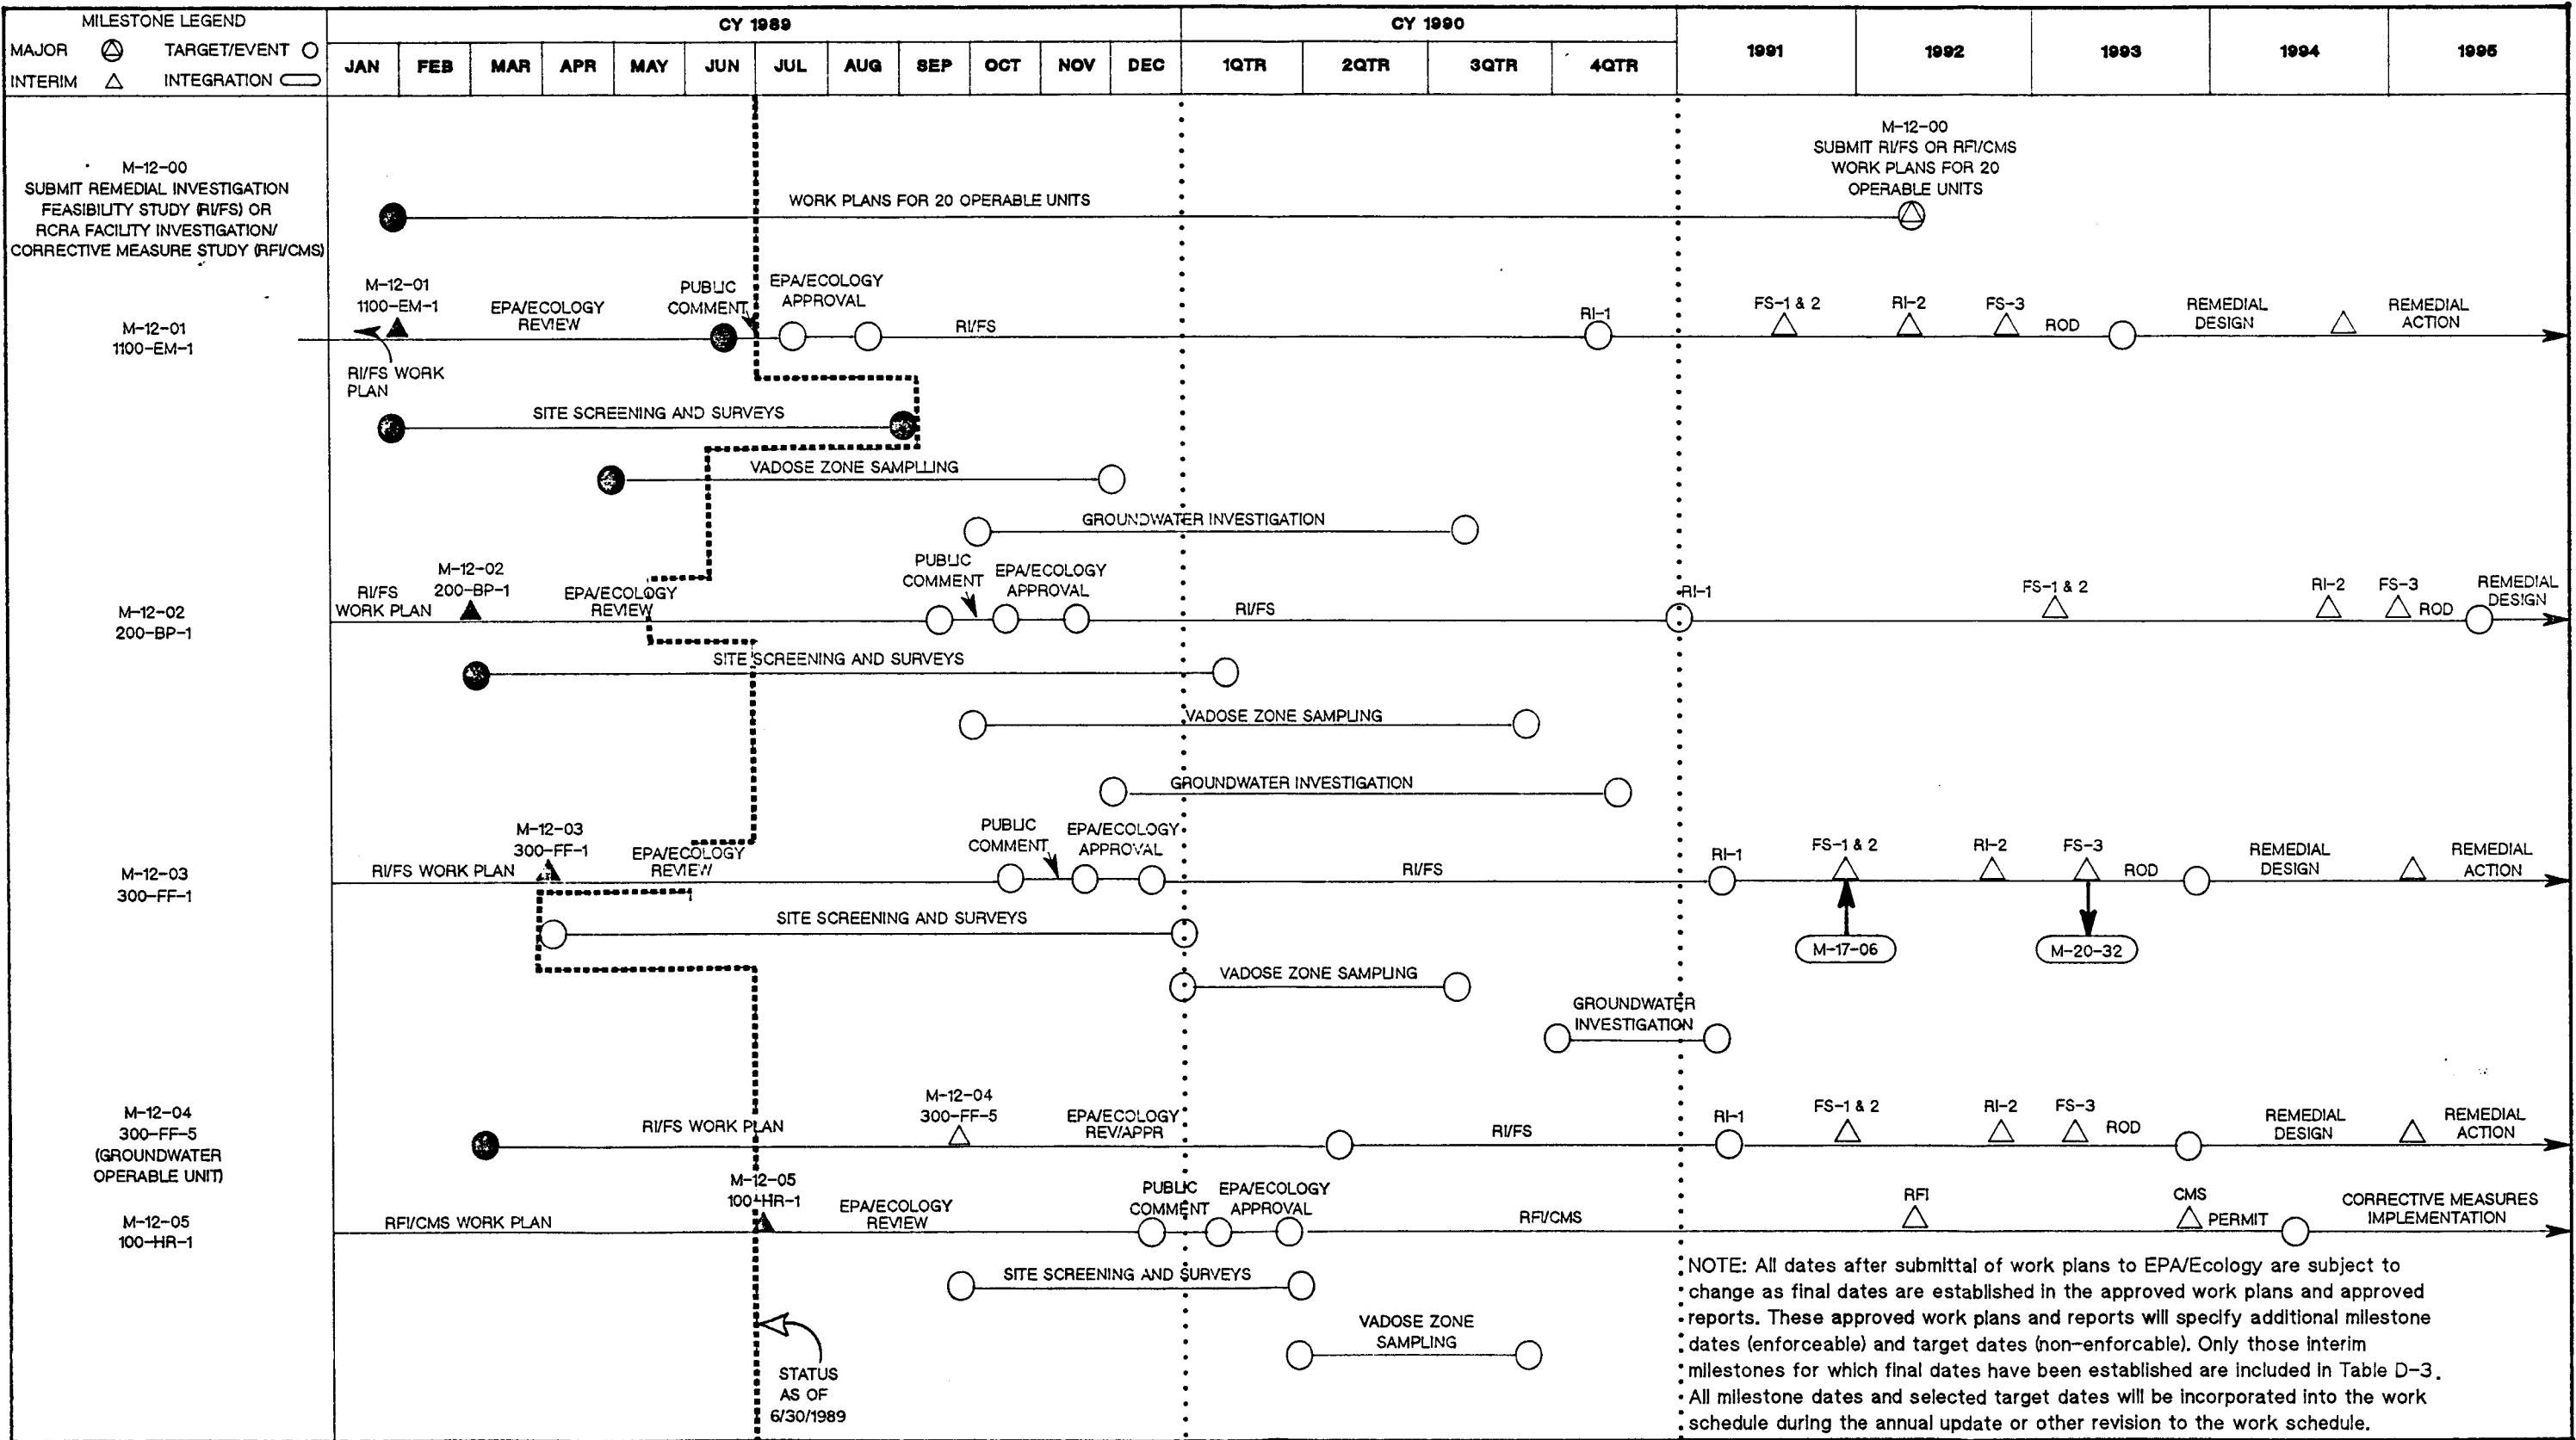 MILESTONE LEGEND
MAJOR TARGET/EVENT
INTERIM INTEGRATION
CY 1989
CY 1990
JAN FEB MAR APR MAY JUN JUL AUG SEP OCT NOV DEC 1QTR 2QTR 3QTR 4QTR 1991 1992 1993 1994 1995
M-12-00
SUBMIT REMEDIAL INVESTIGATION
FEASIBILITY STUDY (RI/FS) OR
RCRA FACILITY INVESTIGATION/
CORRECTIVE MEASURE STUDY (RFI/CMS)
WORK PLANS FOR 20 OPERABLE UNITS
M-12-00
SUBMIT RI/FS OR RFI/CMS
WORK PLANS FOR 20
OPERABLE UNITS
M-12-01
1100-EM-1
M-12-01
1100-EM-1
RI/FS WORK
PLAN
EPA/ECOLOGY
REVIEW
PUBLIC
COMMENT
EPA/ECOLOGY
APPROVAL
RI/FS
RI-1
FS-1 & 2
RI-2
FS-3
ROD
REMEDIAL
DESIGN
REMEDIAL
ACTION
SITE SCREENING AND SURVEYS
VADOSE ZONE SAMPLLING
GROUNDWATER INVESTIGATION
M-12-02
200-BP-1
RI/FS
WORK PLAN
M-12-02
200-BP-1
EPA/ECOLOGY
REVIEW
PUBLIC
COMMENT
EPA/ECOLOGY
APPROVAL
RI/FS
RI-1
FS-1 & 2
RI-2
FS-3
ROD
REMEDIAL
DESIGN
SITE SCREENING AND SURVEYS
VADOSE ZONE SAMPLING
GROUNDWATER INVESTIGATION
M-12-03
300-FF-1
RI/FS WORK PLAN
M-12-03
300-FF-1
EPA/ECOLOGY
REVIEW
PUBLIC
COMMENT
EPA/ECOLOGY
APPROVAL
RI/FS
RI-1
FS-1 & 2
RI-2
FS-3
ROD
REMEDIAL
DESIGN
REMEDIAL
ACTION
M-17-06
M-20-32
SITE SCREENING AND SURVEYS
VADOSE ZONE SAMPLING
GROUNDWATER
INVESTIGATION
M-12-04
300-FF-5
(GROUNDWATER
OPERABLE UNIT)
RI/FS WORK PLAN
M-12-04
300-FF-5
EPA/ECOLOGY
REV/APPR
RI/FS
RI-1
FS-1 & 2
RI-2
FS-3
ROD
REMEDIAL
DESIGN
REMEDIAL
ACTION
M-12-05
100-HR-1
RFI/CMS WORK PLAN
M-12-05
100-HR-1
EPA/ECOLOGY
REVIEW
PUBLIC
COMMENT
EPA/ECOLOGY
APPROVAL
RFI/CMS
RFI
CMS
PERMIT
CORRECTIVE MEASURES
IMPLEMENTATION
SITE SCREENING AND SURVEYS
VADOSE ZONE
SAMPLING
STATUS
AS OF
6/30/1989
NOTE: All dates after submittal of work plans to EPA/Ecology are subject to
change as final dates are established in the approved work plans and approved
reports. These approved work plans and reports will specify additional milestone
dates (enforceable) and target dates (non-enforcable). Only those interim
milestones for which final dates have been established are included in Table D-3.
All milestone dates and selected target dates will be incorporated into the work
schedule during the annual update or other revision to the work schedule.